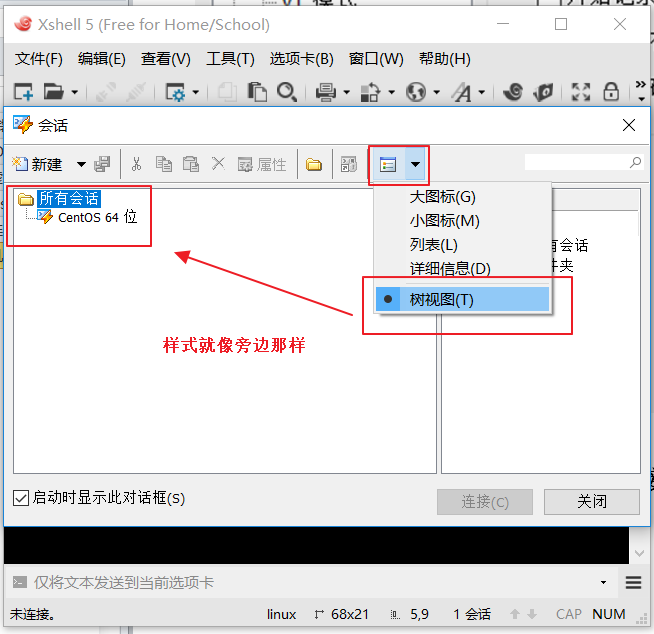 Xshell 5 (Free for Home/School)
文件(F) 编辑(E) 查看(V) 工具(T) 选项卡(B) 窗口(W) 帮助(H)
会话
新建 属性
所有会话
CentOS 64 位
大图标(G)
小图标(M)
列表(L)
详细信息(D)
树视图(T)
有会话
件夹
样式就像旁边那样
启动时显示此对话框(S)
连接(C) 关闭
仅将文本发送到当前选项卡
未连接。 linux 68x21 5,9 1 会话 CAP NUM